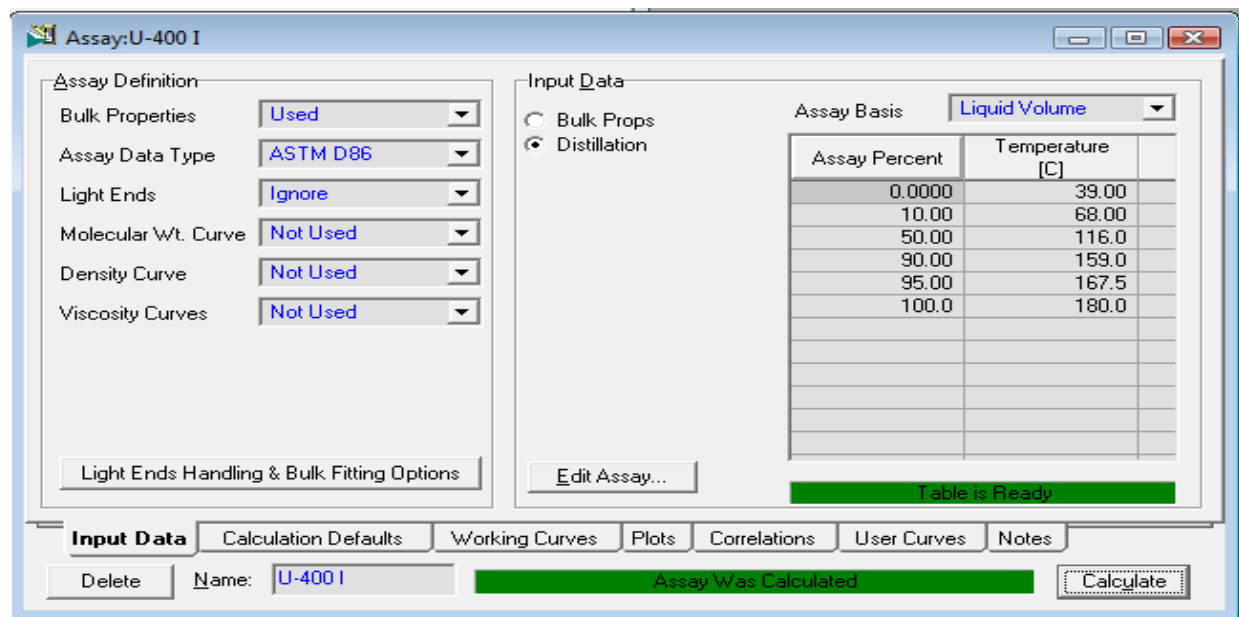 Assay:U-400 I
Assay Definition
Bulk Properties Used
Assay Data Type ASTM D86
Light Ends Ignore
Molecular Wt. Curve Not Used
Density Curve Not Used
Viscosity Curves Not Used
Light Ends Handling & Bulk Fitting Options
Input Data
Bulk Props
Distillation
Edit Assay...
Assay Basis Liquid Volume
Assay Percent Temperature
[C]
0.0000 39.00
10.00 68.00
50.00 116.0
90.00 159.0
95.00 167.5
100.0 180.0
Table is Ready
Input Data Calculation Defaults Working Curves Plots Correlations User Curves Notes
Delete Name: U-400 I Assay Was Calculated Calculate